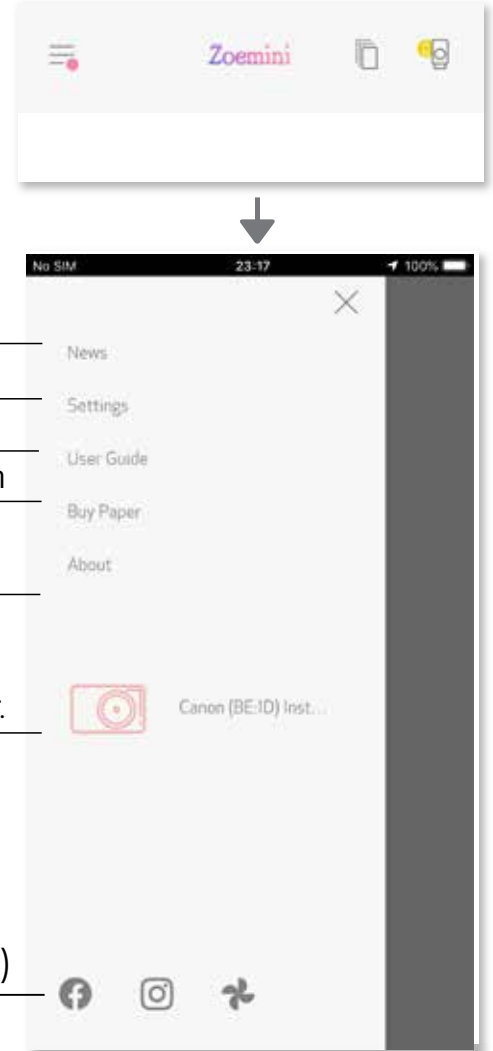 Zoemini
No SIM 23:17 100%
News
Settings
User Guide
n
Buy Paper
About
Canon (BE:1D) Inst...
.
)